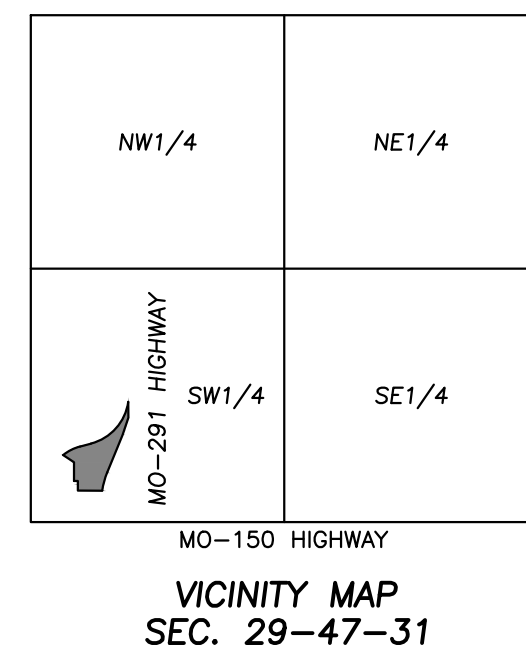 NW1/4
NE1/4
MO-291 HIGHWAY
SW1/4
SE1/4
MO-150 HIGHWAY
VICINITY MAP
SEC. 29-47-31